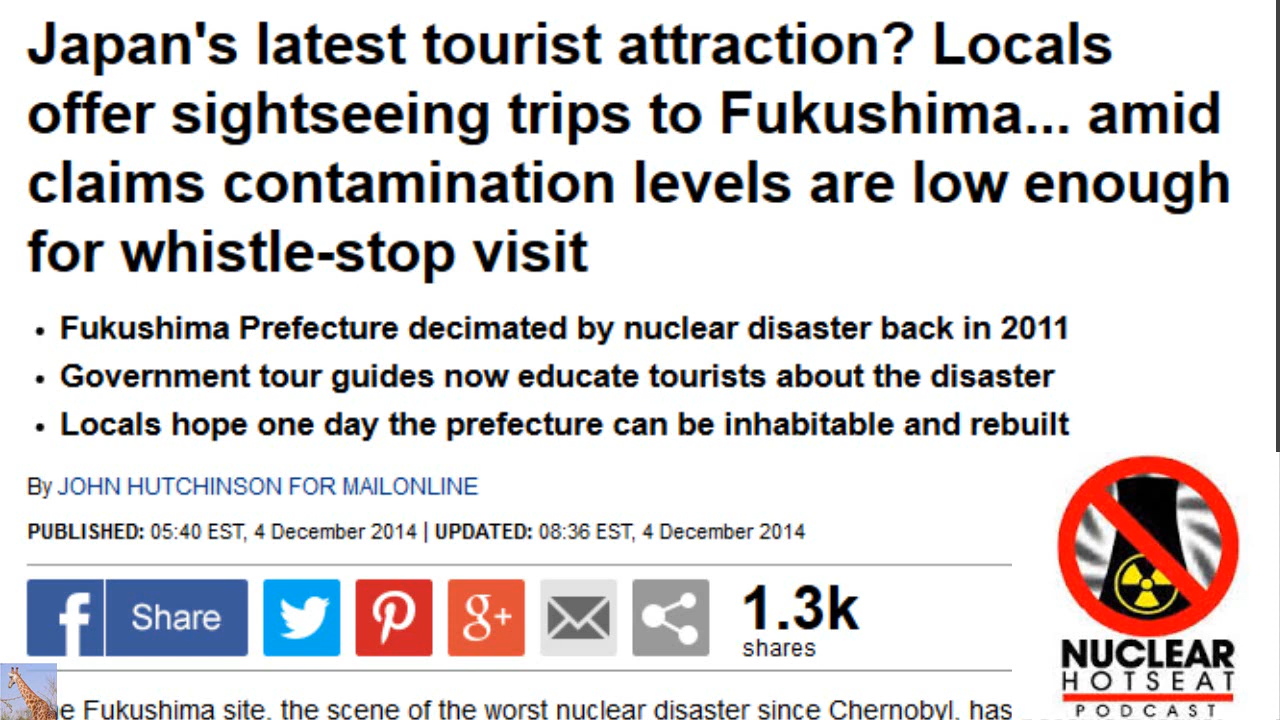 Japan's latest tourist attraction? Locals
offer sightseeing trips to Fukushima... amid
claims contamination levels are low enough
for whistle-stop visit
• Fukushima Prefecture decimated by nuclear disaster back in 2011
• Government tour guides now educate tourists about the disaster
• Locals hope one day the prefecture can be inhabitable and rebuilt
By JOHN HUTCHINSON FOR MAILONLINE
PUBLISHED: 05:40 EST, 4 December 2014 | UPDATED: 08:36 EST, 4 December 2014
f Share
g+
1.3k
shares
NUCLEAR
HOTSEAT
PODCAST
Fukushima site, the scene of the worst nuclear disaster since Chernobyl, has